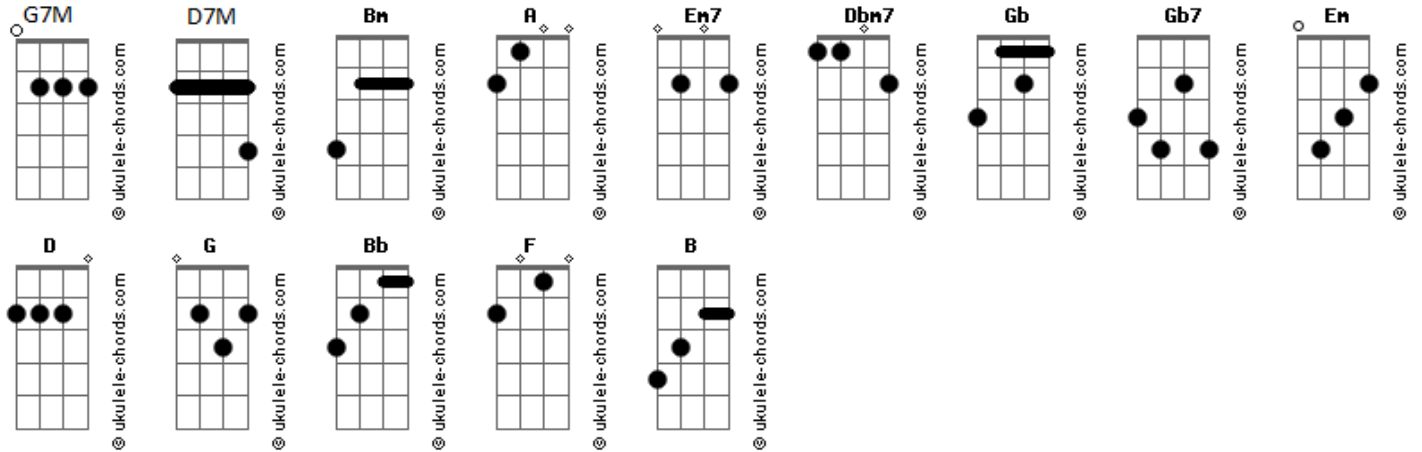 G7M D7M Bm A Em7 Dbm7 Gb Gb7 Em
© ukulele-chords.com © ukulele-chords.com © ukulele-chords.com © ukulele-chords.com © ukulele-chords.com © ukulele-chords.com © ukulele-chords.com © ukulele-chords.com © ukulele-chords.com
D G Bb F B
© ukulele-chords.com © ukulele-chords.com © ukulele-chords.com © ukulele-chords.com © ukulele-chords.com